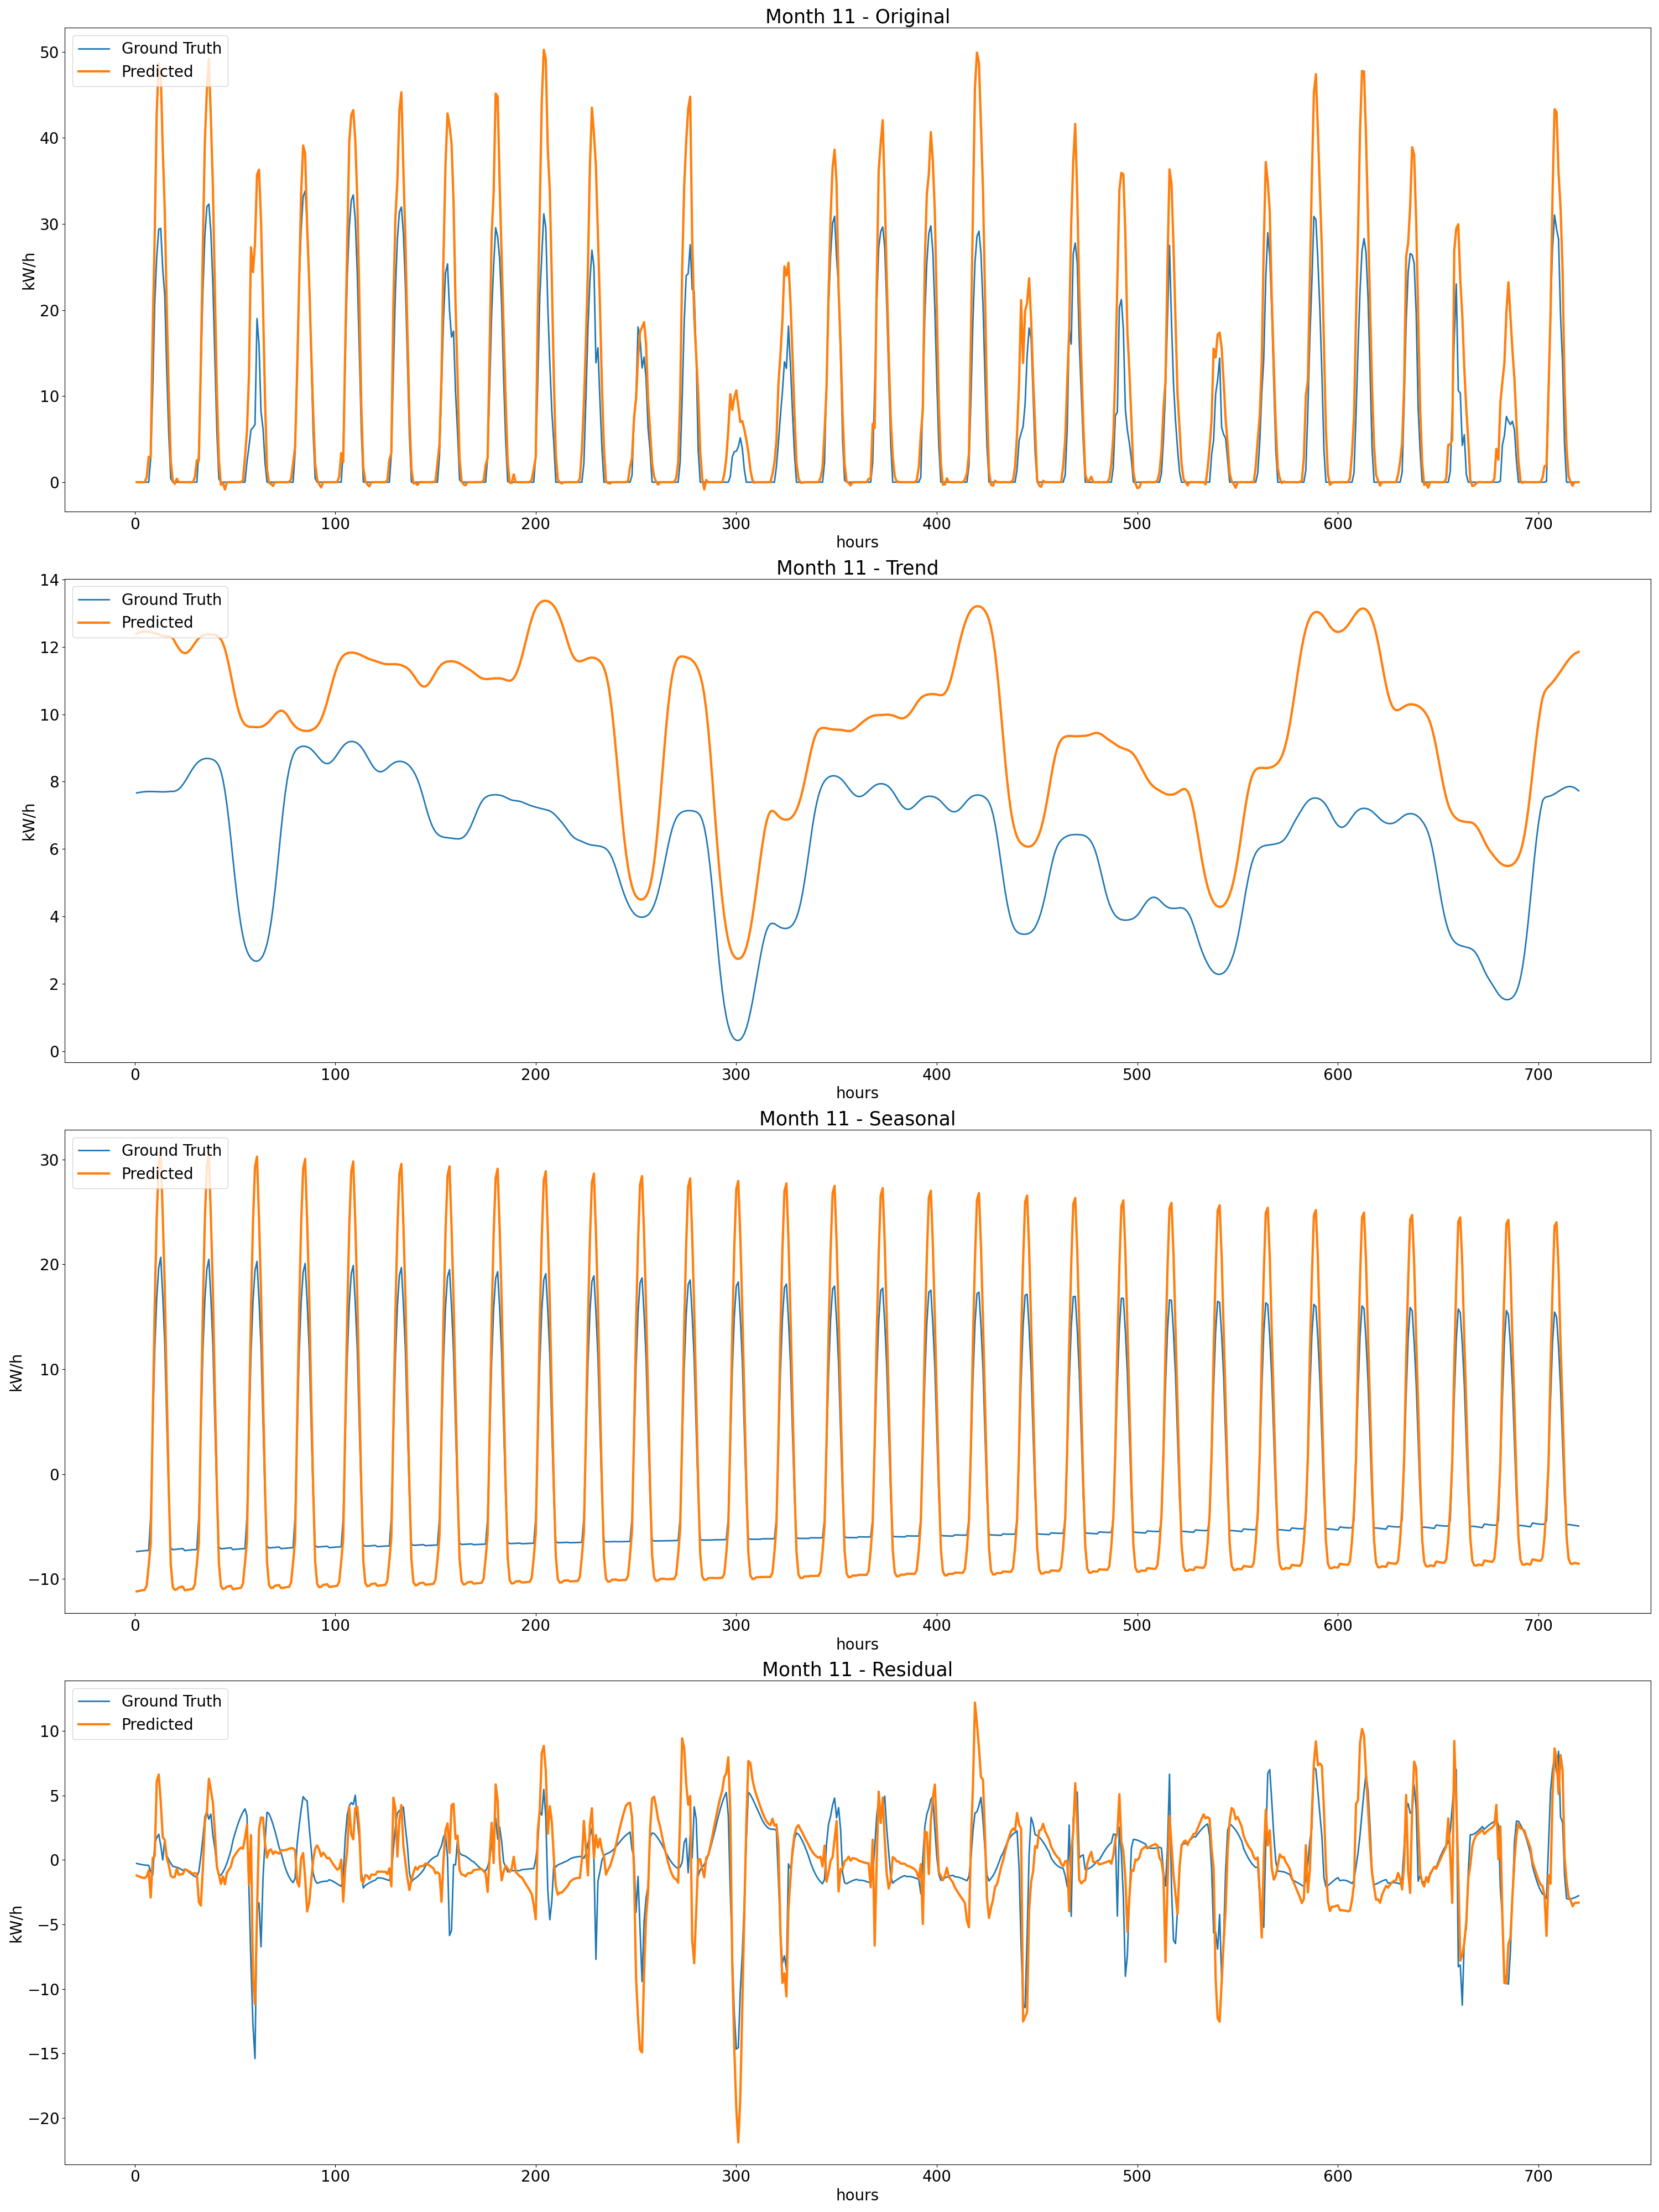 Month 11 - Original
Ground Truth
Predicted
50
40
30
20
10
0
kW/h
0 100 200 300 400 500 600 700
hours
Month 11 - Trend
Ground Truth
Predicted
14
12
10
8
6
4
2
0
kW/h
0 100 200 300 400 500 600 700
hours
Month 11 - Seasonal
Ground Truth
Predicted
30
20
10
0
−10
kW/h
0 100 200 300 400 500 600 700
hours
Month 11 - Residual
Ground Truth
Predicted
10
5
0
−5
−10
−15
−20
kW/h
0 100 200 300 400 500 600 700
hours